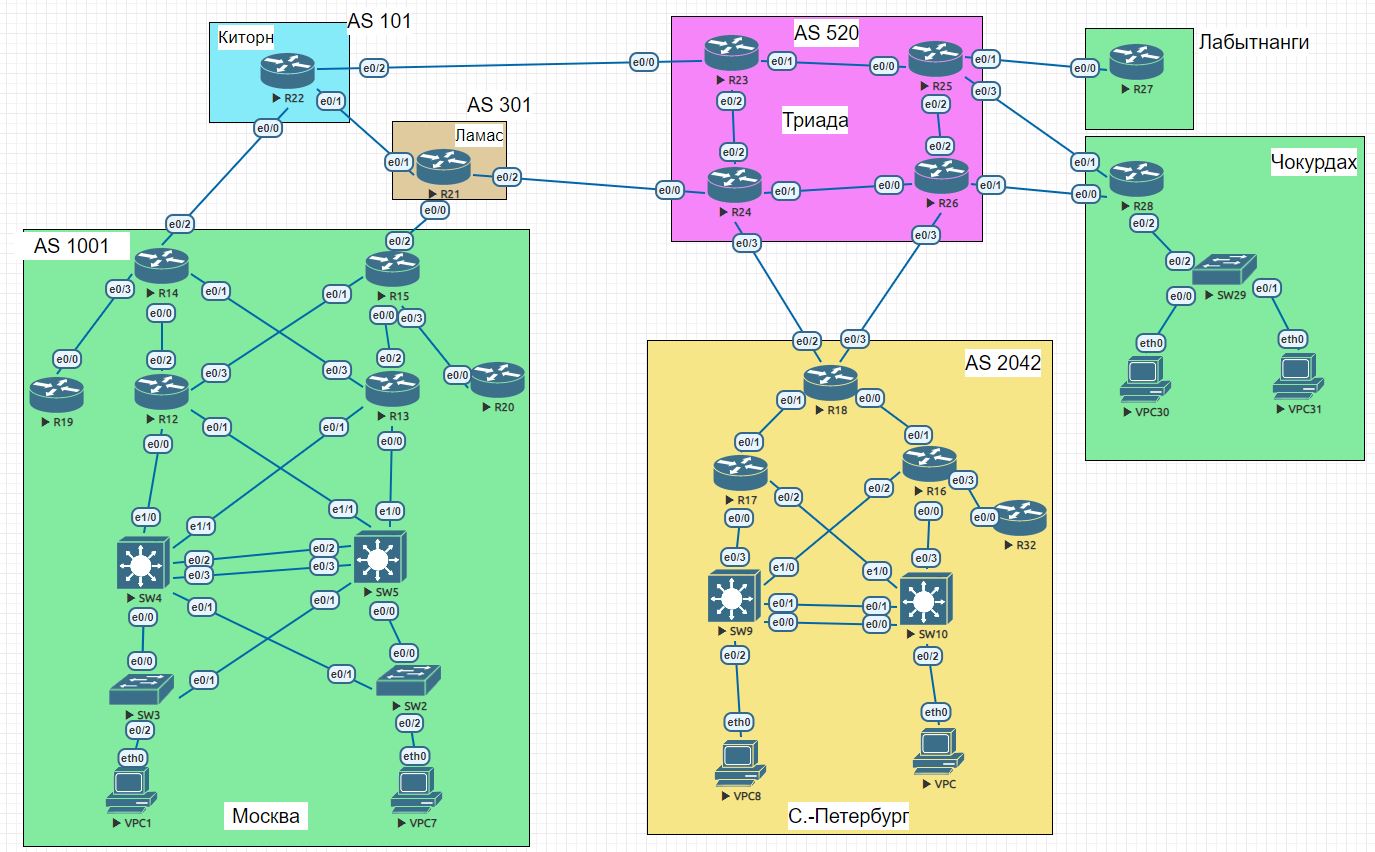 AS 101
Киторн
R22
e0/2
e0/1
e0/0
AS 301
Ламас
e0/1
R21
e0/2
e0/0
AS 520
Триада
e0/0
R23
e0/1
e0/2
e0/0
R25
e0/1
e0/3
e0/2
e0/2
e0/0
R24
e0/1
e0/3
e0/2
e0/0
R26
e0/1
e0/3
Лабытнанги
e0/0
R27
Чокурдах
e0/1
e0/0
R28
e0/2
e0/2
SW29
e0/0
e0/1
eth0
eth0
VPC30
VPC31
AS 1001
e0/2
R14
e0/3
e0/1
e0/0
e0/2
R15
e0/1
e0/0
e0/3
e0/0
R19
e0/2
R12
e0/3
e0/1
e0/0
e0/2
e0/3
R13
e0/1
e0/0
e0/0
R20
e1/0
e1/1
e0/2
e0/3
SW4
e0/1
e0/0
e1/1
e1/0
e0/2
e0/3
SW5
e0/1
e0/0
e0/0
e0/1
SW3
e0/2
e0/0
e0/1
SW2
e0/2
eth0
VPC1
eth0
VPC7
Москва
AS 2042
e0/2
e0/3
R18
e0/1
e0/0
e0/1
R17
e0/2
e0/0
e0/1
R16
e0/2
e0/3
e0/0
e0/0
R32
e0/3
e1/0
SW9
e0/1
e0/0
e0/2
e1/0
e0/3
e0/1
e0/0
SW10
e0/2
eth0
VPC8
eth0
VPC
С.-Петербург